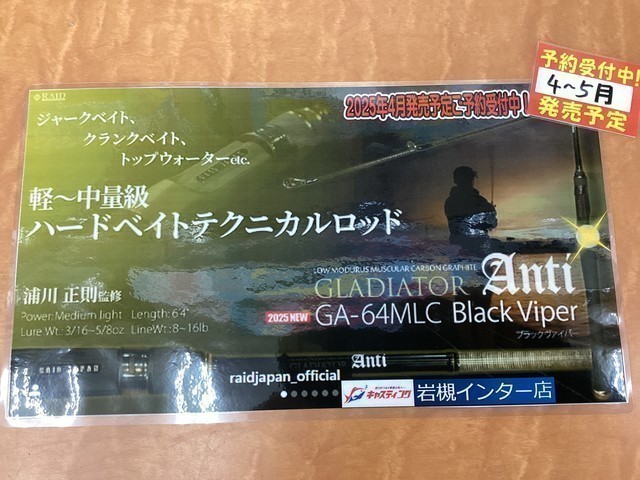 RAID
ジャークベイト、
クランクベイト、
トップウォーターetc.
2025年4月発売予定ご予約受付中!
予約受付中!
4~5月
発売予定
軽~中量級
ハードベイトテクニカルロッド
浦川 正則監修
Power:Medium light Length:6'4"
Lure Wt.:3/16~5/8oz LineWt:8~16lb
LOW MODURUS MUSCULAR CARBON GRAPHITE
GLADIATOR Anti
2025 NEW GA-64MLC Black Viper
ブラックヴァイパー
RAID JAPAN
GLADIATOR Anti
raidjapan_official
キャスティング 岩槻インター店